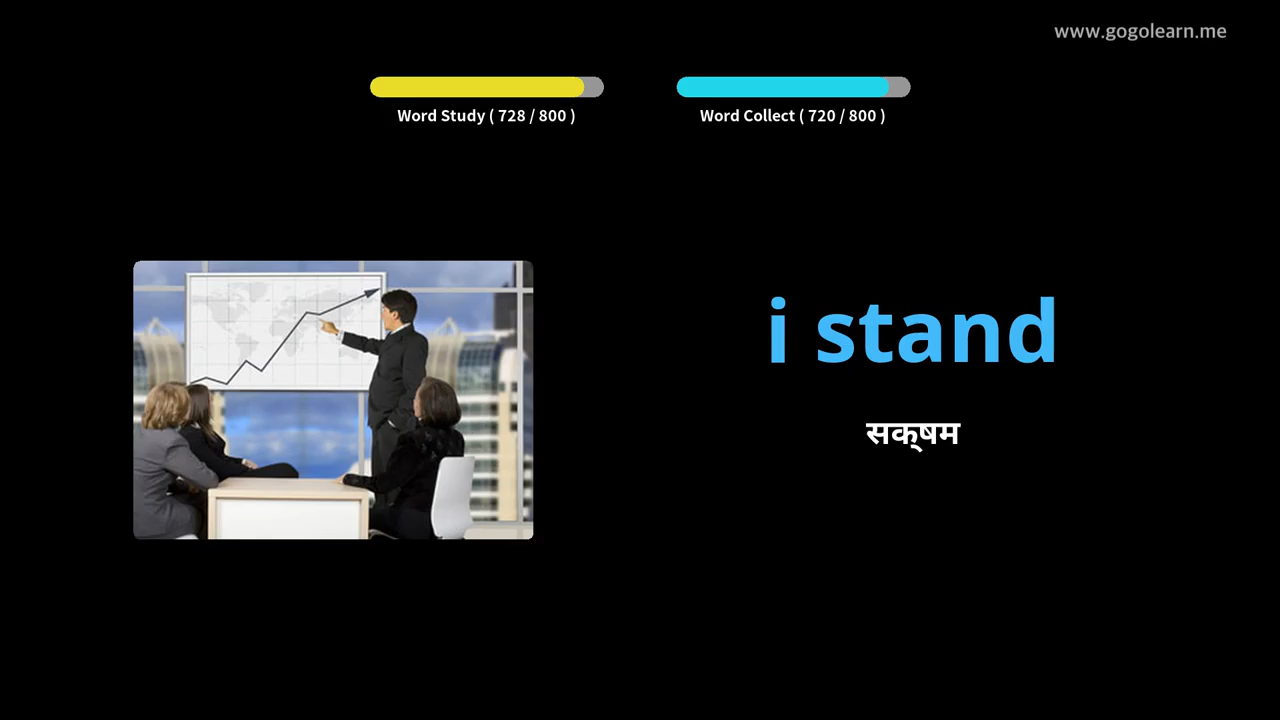 www.gogolearn.me
Word Study ( 728 / 800 )
Word Collect ( 720 / 800 )
i stand
सक्षम